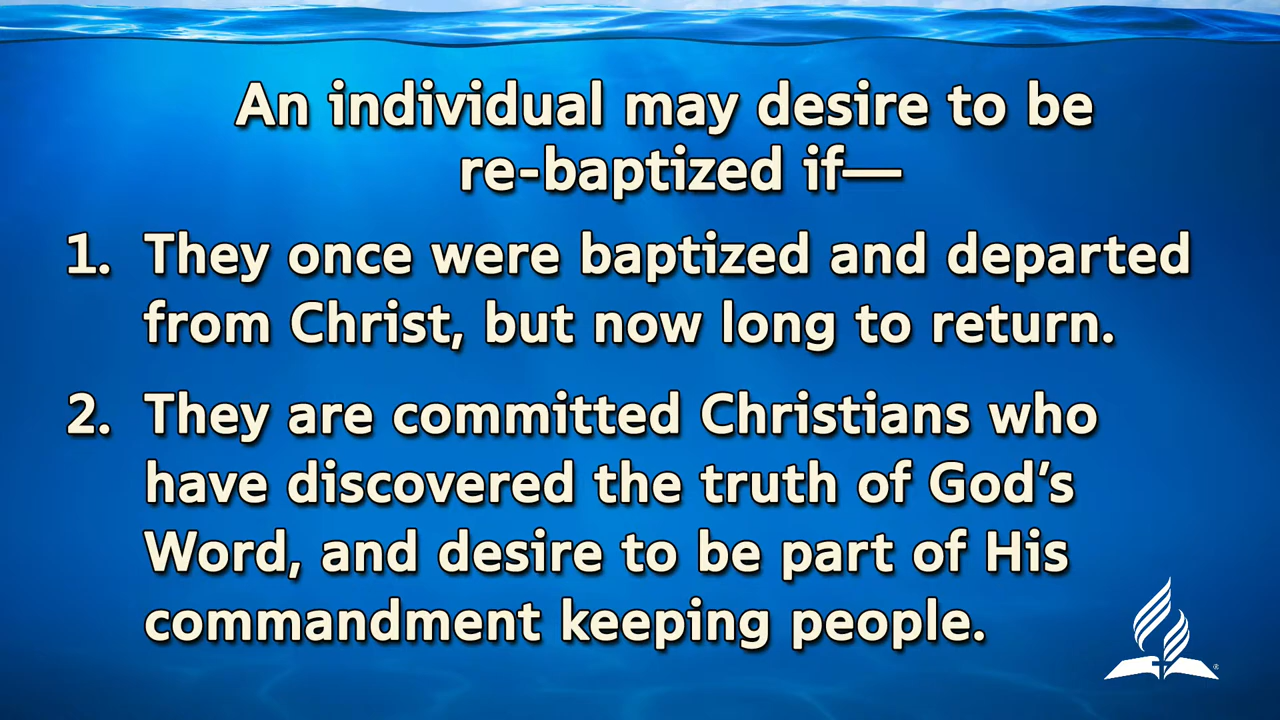 An individual may desire to be
re-baptized if—
1. They once were baptized and departed
from Christ, but now long to return.
2. They are committed Christians who
have discovered the truth of God’s
Word, and desire to be part of His
commandment keeping people.
®